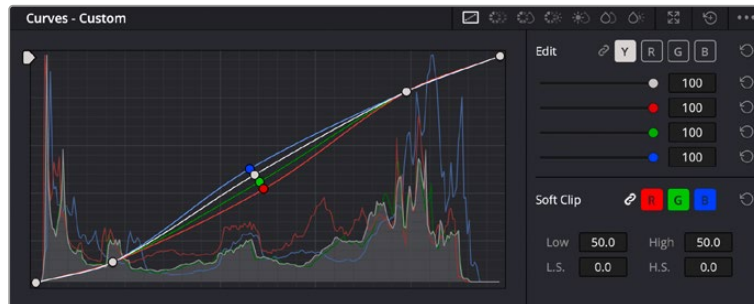 Curves - Custom
Edit Y R G B
100
100
100
100
Soft Clip R G B
Low 50.0 High 50.0
L.S. 0.0 H.S. 0.0